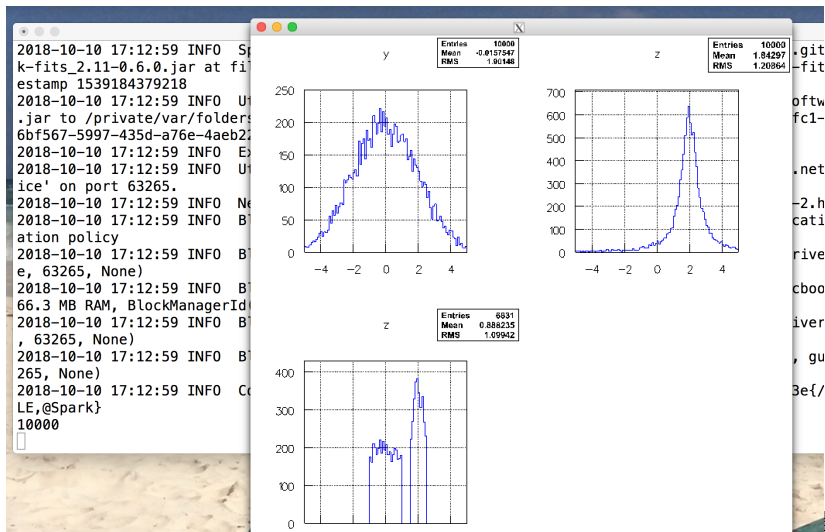 2018-10-10 17:12:59 INFO Sp
k-fits_2.11-0.6.0.jar at fil
estamp 1539184379218
2018-10-10 17:12:59 INFO Ut
.jar to /private/var/folders
6bf567-5997-435d-a76e-4aeb22
2018-10-10 17:12:59 INFO Ex
2018-10-10 17:12:59 INFO Ut
ice' on port 63265.
2018-10-10 17:12:59 INFO Ne
2018-10-10 17:12:59 INFO Bl
ation policy
2018-10-10 17:12:59 INFO Bl
e, 63265, None)
2018-10-10 17:12:59 INFO Bl
66.3 MB RAM, BlockManagerId(
2018-10-10 17:12:59 INFO Bl
, 63265, None)
2018-10-10 17:12:59 INFO Bl
265, None)
2018-10-10 17:12:59 INFO Co
LE,@Spark}
10000
X
y
Entries 10000
Mean -0.0157547
RMS 1.90148
250
200
150
100
50
0
-4 -2 0 2 4
z
Entries 10000
Mean 1.84297
RMS 1.20864
700
600
500
400
300
200
100
0
-4 -2 0 2 4
z
Entries 6831
Mean 0.888235
RMS 1.09942
400
300
200
100
0
.git
-fit
oftw
fc1-
.net
-2.h
cati
rive
cboo
iver
, gu
3e{/